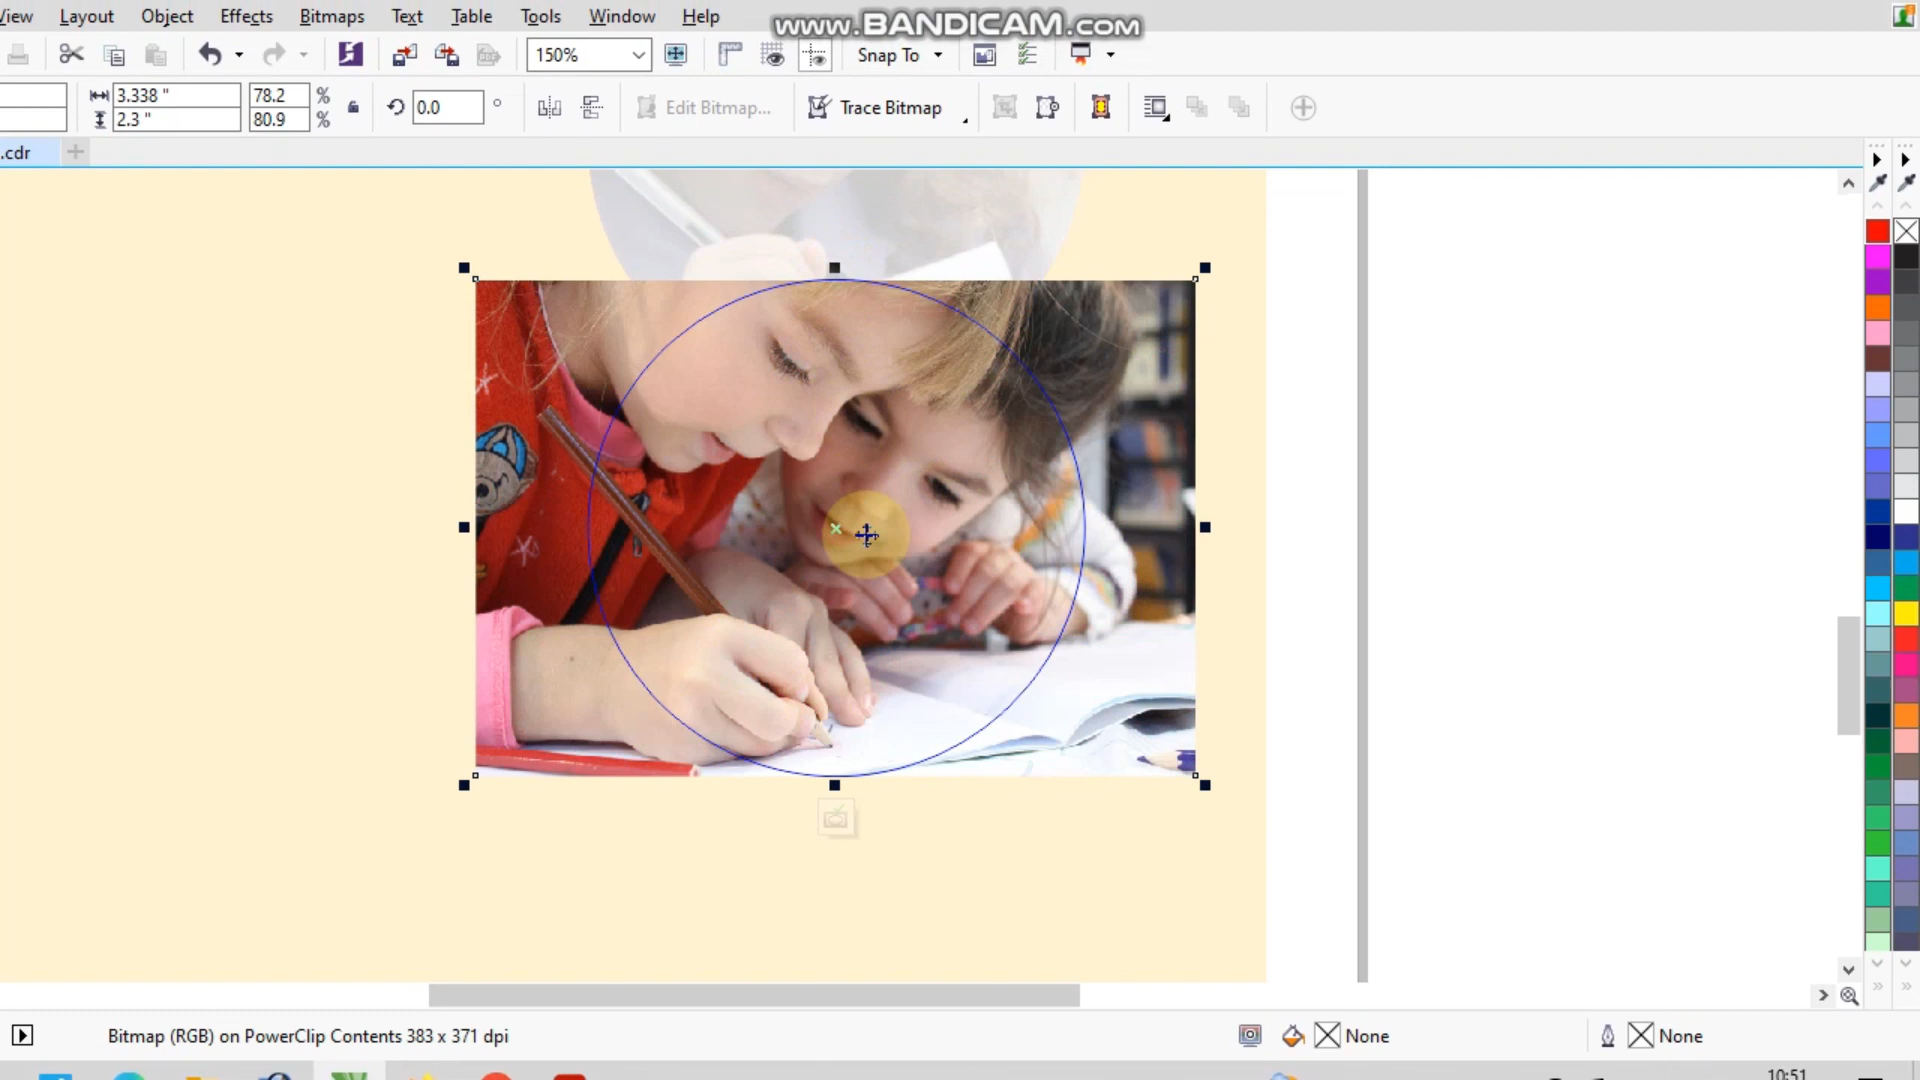 View Layout Object Effects Bitmaps Text Table Tools Window Help
www.BANDICAM.com
150% Snap To
3.338 " 78.2 %
2.3 " 80.9 %
0.0 °
Edit Bitmap... Trace Bitmap
.cdr
Bitmap (RGB) on PowerClip Contents 383 x 371 dpi
None
None
10:51